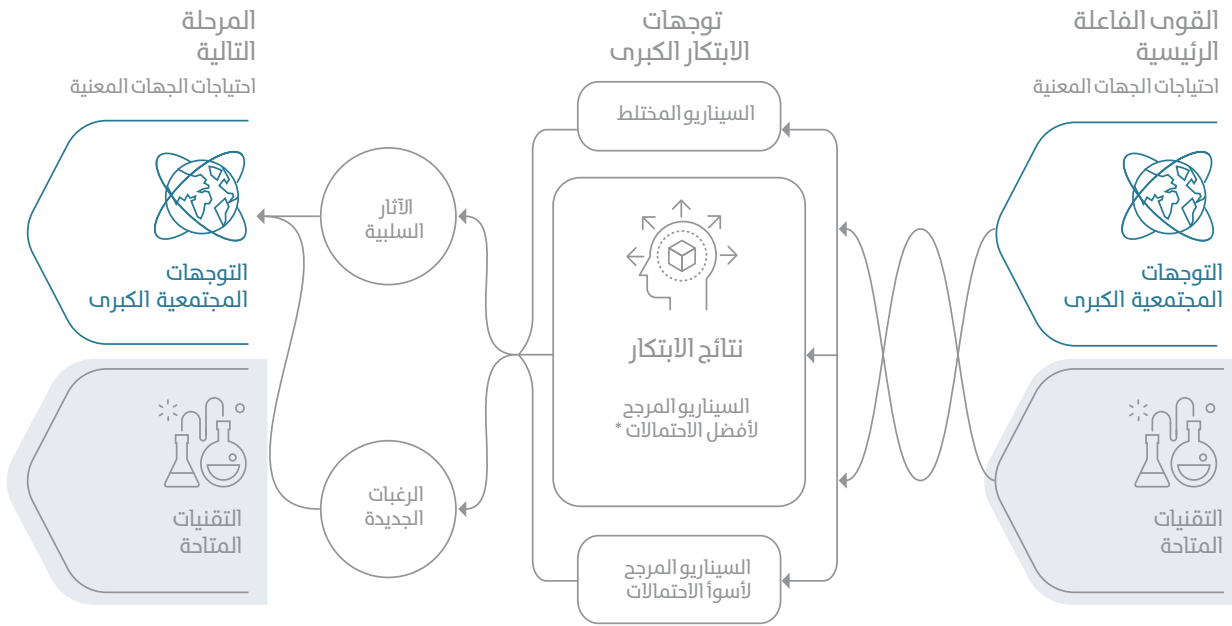 القوى الفاعلة
الرئيسية
احتياجات الجهات المعنية
التوجهات
المجتمعية الكبرى
التقنيات
المتاحة
توجهات
الابتكار الكبرى
السيناريو المختلط
نتائج الابتكار
السيناريو المرجح
لأفضل الاحتمالات *
السيناريو المرجح
لأسوأ الاحتمالات
الآثار
السلبية
الرغبات
الجديدة
المرحلة
التالية
احتياجات الجهات المعنية
التوجهات
المجتمعية الكبرى
التقنيات
المتاحة